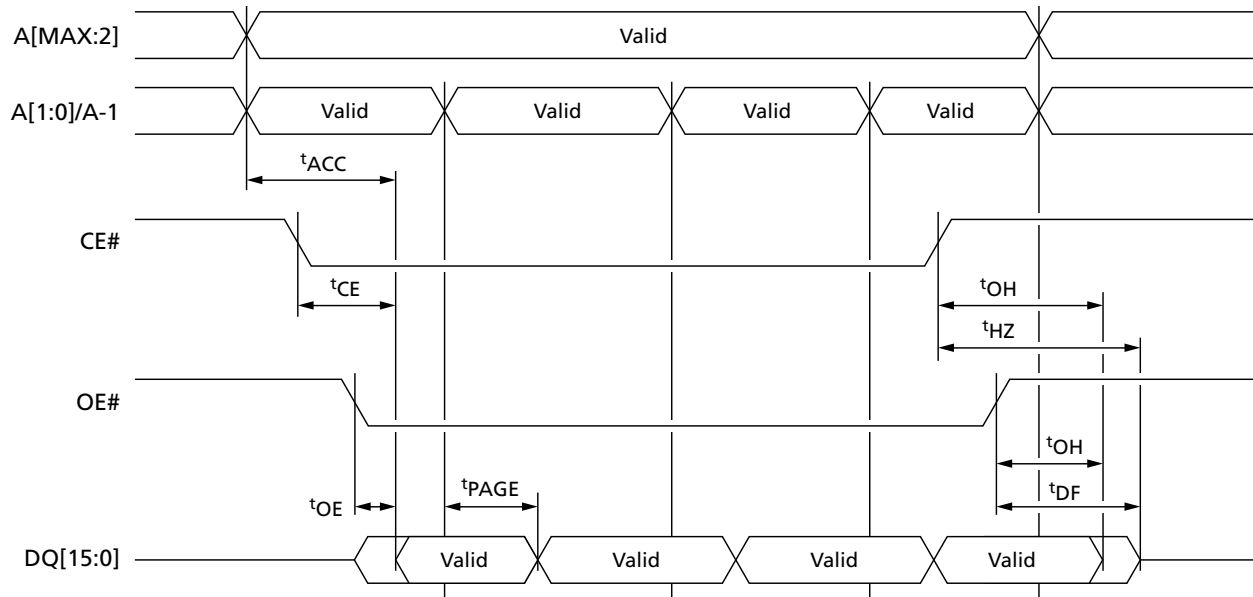 A[MAX:2] Valid
A[1:0]/A-1 Valid Valid Valid Valid
tACC
CE#
tCE tOH
tHZ
OE#
tOH
tOE tPAGE tDF
DQ[15:0] Valid Valid Valid Valid